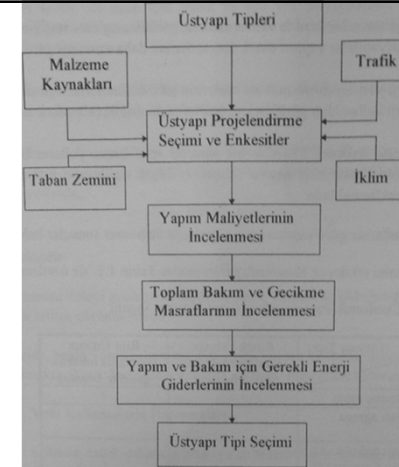 Üstyapı Tipleri
Malzeme
Kaynakları
Trafik
Üstyapı Projelendirme
Seçimi ve Enkesitler
Taban Zemini
İklim
Yapım Maliyetlerinin
İncelenmesi
Toplam Bakım ve Gecikme
Masraflarının İncelenmesi
Yapım ve Bakım için Gerekli Enerji
Giderlerinin İncelenmesi
Üstyapı Tipi Seçimi